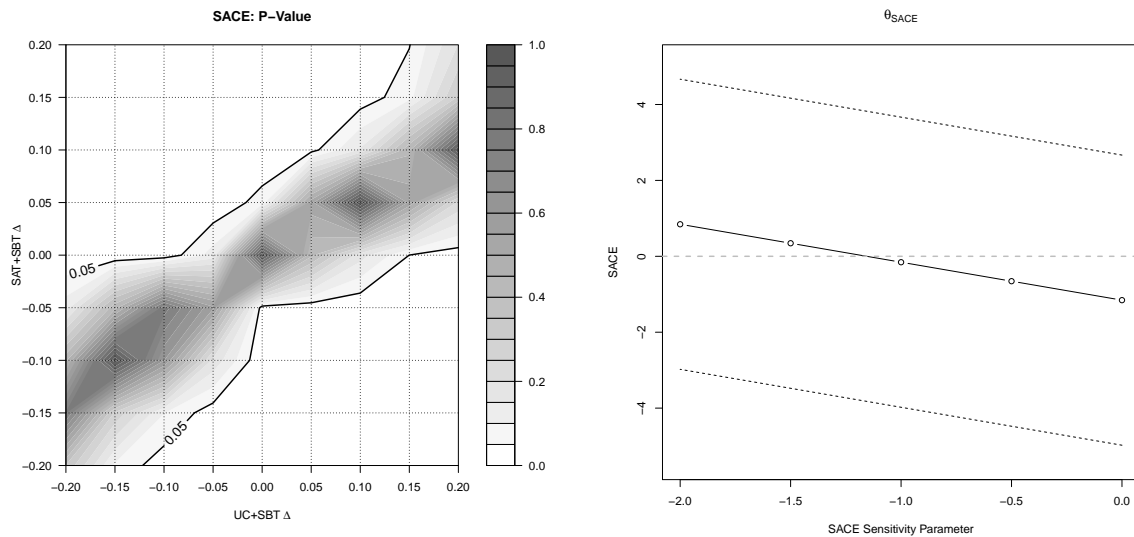 SACE: P−Value
0.20
0.15
0.10
0.05
0.00
−0.05
−0.10
−0.15
−0.20
SAT+SBT Δ
0.05
0.05
−0.20 −0.15 −0.10 −0.05 0.00 0.05 0.10 0.15 0.20
UC+SBT Δ
1.0
0.8
0.6
0.4
0.2
0.0
θSACE
4
2
0
−2
−4
SACE
−2.0 −1.5 −1.0 −0.5 0.0
SACE Sensitivity Parameter